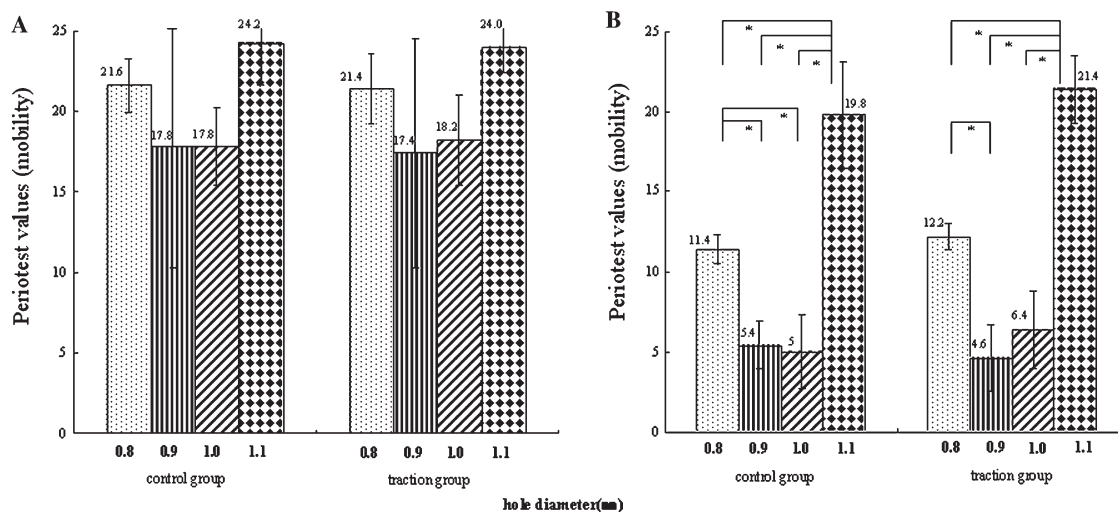 A
Periotest values (mobility)
25
20
15
10
5
0
21.6
17.8
17.8
24.2
21.4
17.4
18.2
24.0
0.8 0.9 1.0 1.1
0.8 0.9 1.0 1.1
control group
traction group
B
Periotest values (mobility)
25
20
15
10
5
0
*
*
*
*
*
*
*
*
*
11.4
5.4
5
19.8
12.2
4.6
6.4
21.4
0.8 0.9 1.0 1.1
0.8 0.9 1.0 1.1
control group
traction group
hole diameter(mm)